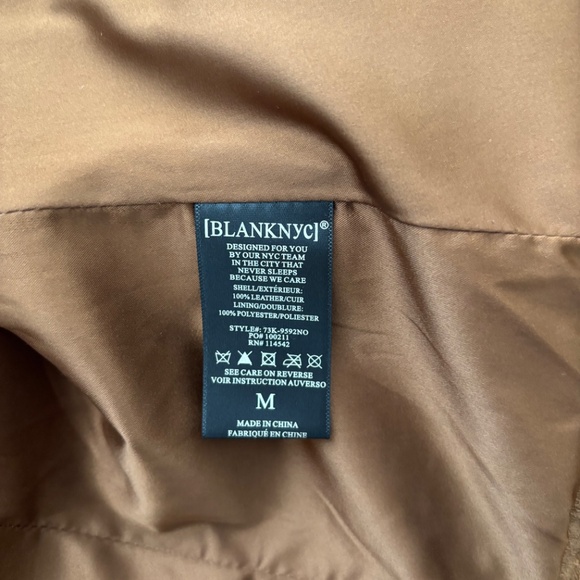 [BLANKNYC]®
DESIGNED FOR YOU
BY OUR NYC TEAM
IN THE CITY THAT
NEVER SLEEPS
BECAUSE WE CARE
SHELL/EXTÉRIEUR:
100% LEATHER/CUIR
LINING/DOUBLURE:
100% POLYESTER/POLIESTER
STYLE#: 73K-9592NO
PO# 100211
RN# 114542
SEE CARE ON REVERSE
VOIR INSTRUCTION AUVERSO
M
MADE IN CHINA
FABRIQUÉ EN CHINE